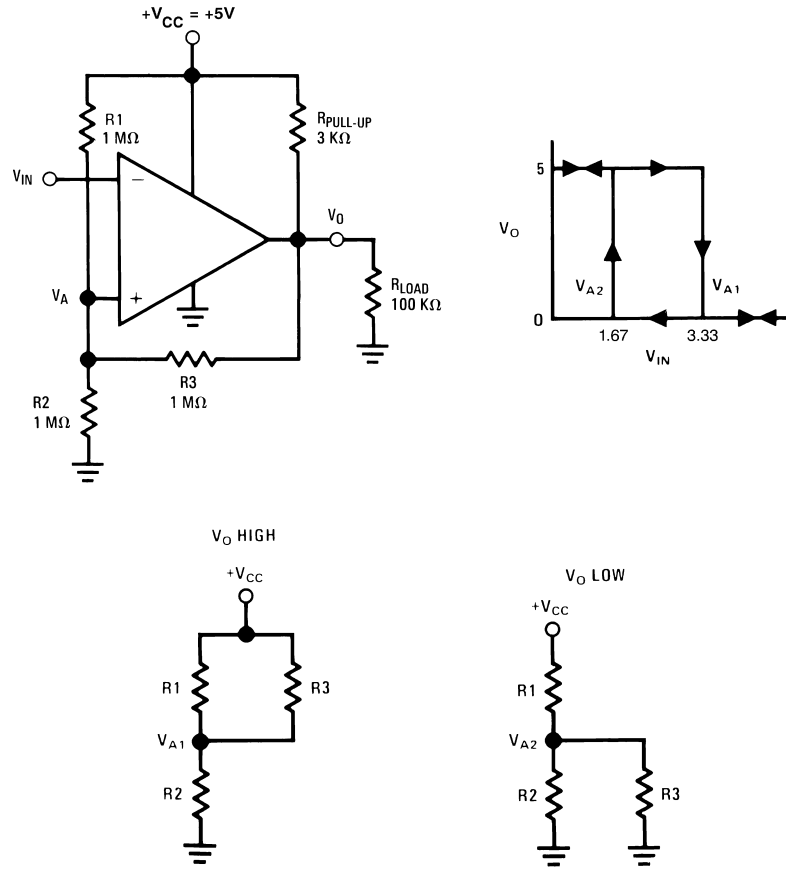 +VCC = +5V
R1
1 MΩ
RPULL-UP
3 KΩ
VIN
−
VO
VA
+
RLOAD
100 KΩ
R3
1 MΩ
R2
1 MΩ
5
VO
VA2
VA1
0
1.67
3.33
VIN
VO HIGH
+VCC
R1
R3
VA1
R2
VO LOW
+VCC
R1
VA2
R2
R3